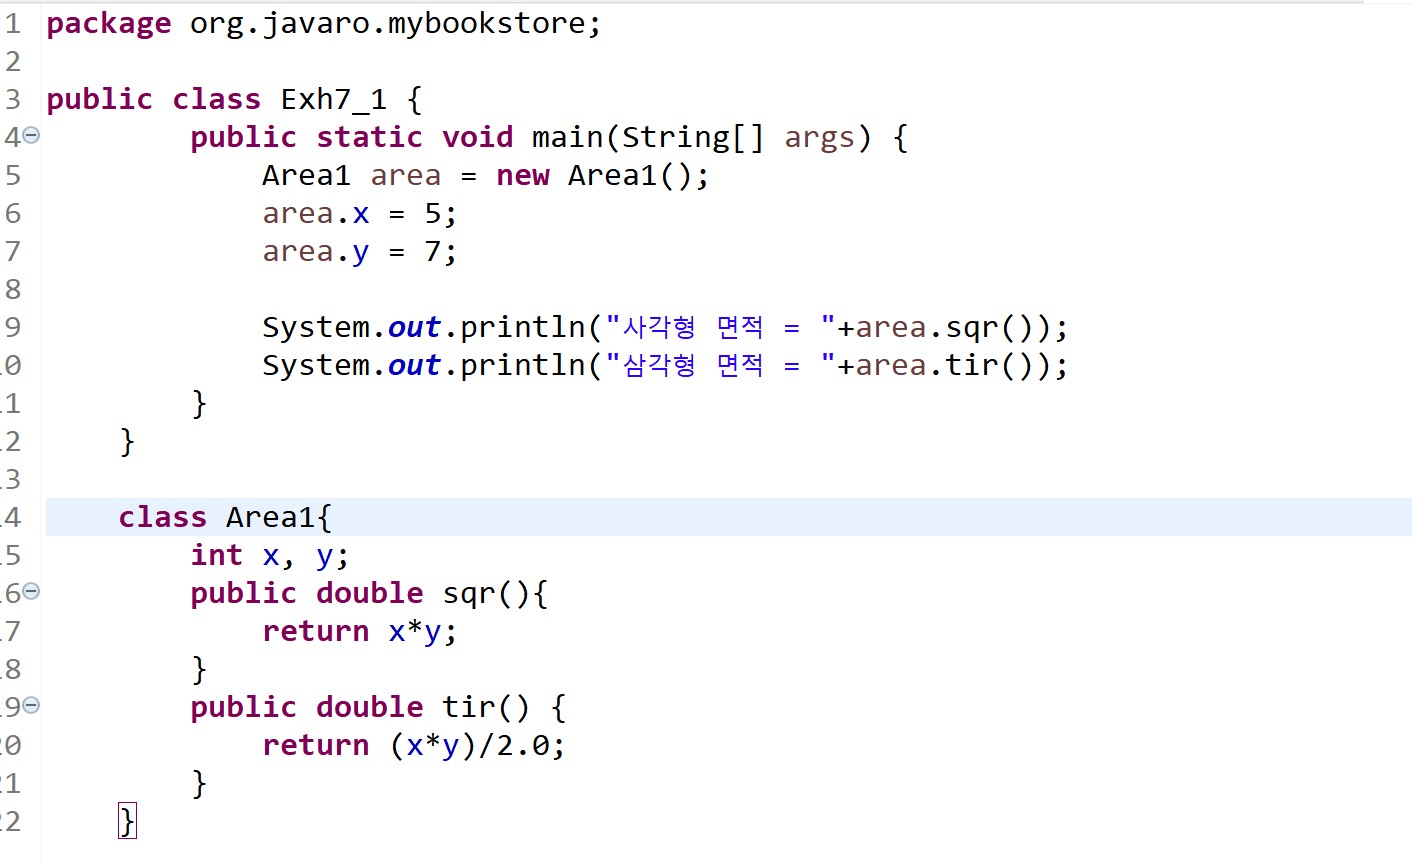 1 package org.javaro.mybookstore;
2
3 public class Exh7_1 {
4 public static void main(String[] args) {
5 Area1 area = new Area1();
6 area.x = 5;
7 area.y = 7;
8
9 System.out.println("사각형 면적 = "+area.sqr());
0 System.out.println("삼각형 면적 = "+area.tir());
1 }
2 }
3
4 class Area1{
5 int x, y;
6 public double sqr(){
7 return x*y;
8 }
9 public double tir() {
0 return (x*y)/2.0;
1 }
2 }